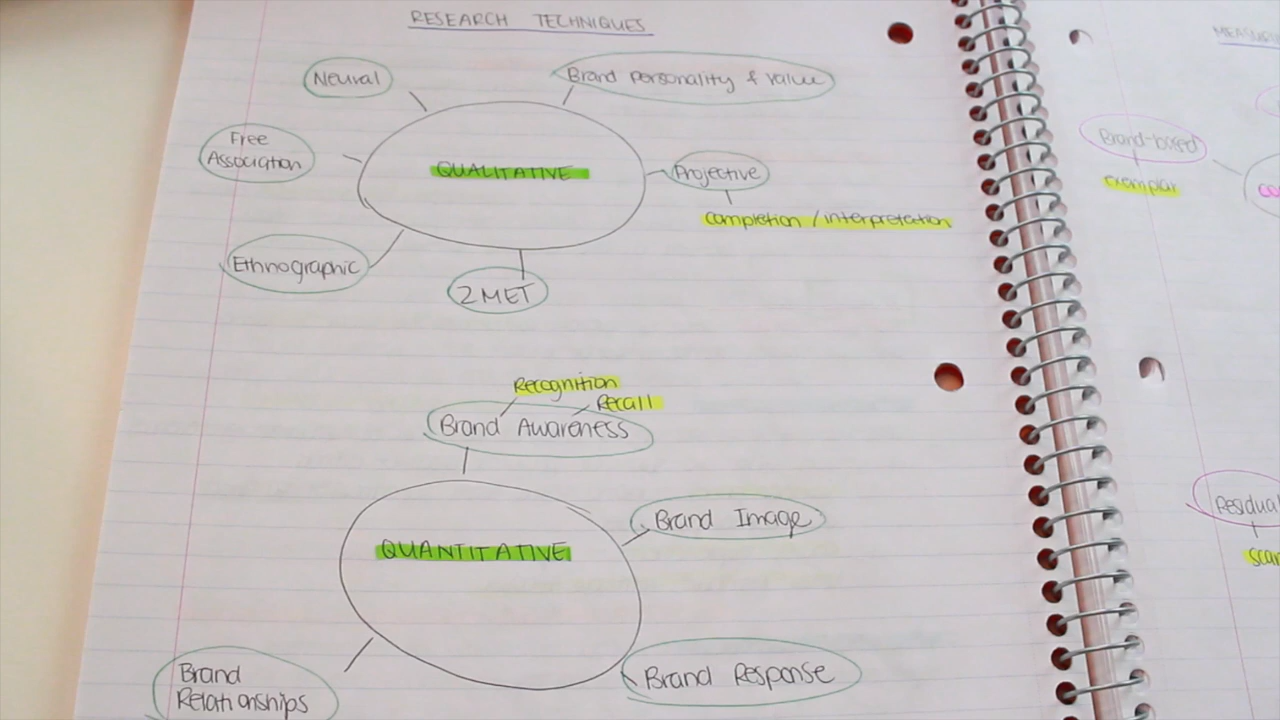 RESEARCH TECHNIQUES
Neural
Brand personality & value
Free
Association
QUALITATIVE
Projective
completion / interpretation
Ethnographic
ZMET
Recognition
Recall
Brand Awareness
QUANTITATIVE
Brand Image
Brand Response
Brand
Relationships
Brand-based
exemplar
Residual